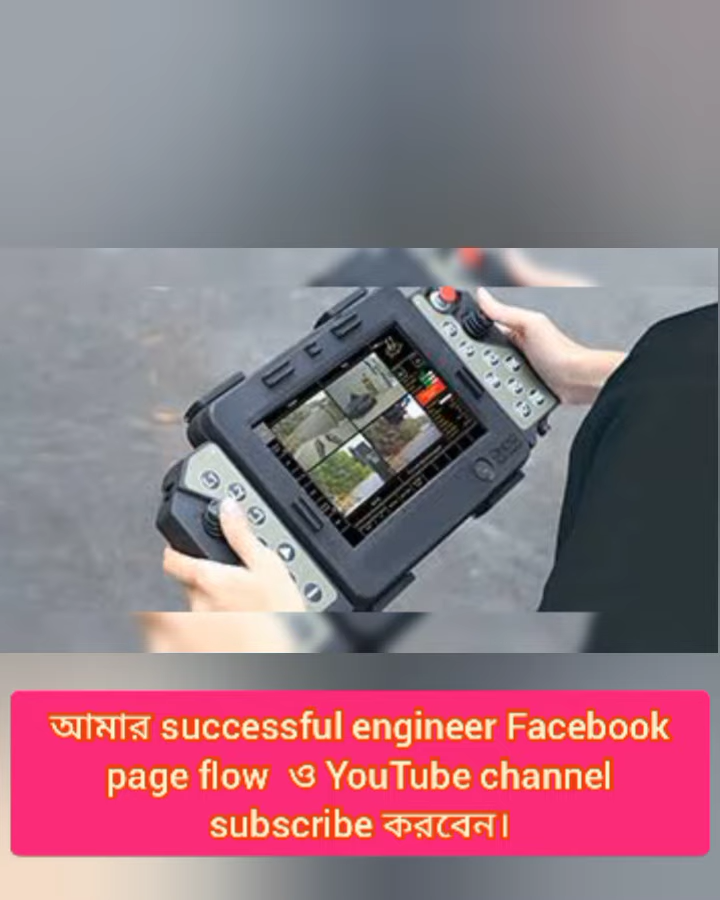 আমার successful engineer Facebook
page flow ও YouTube channel
subscribe করবেন।